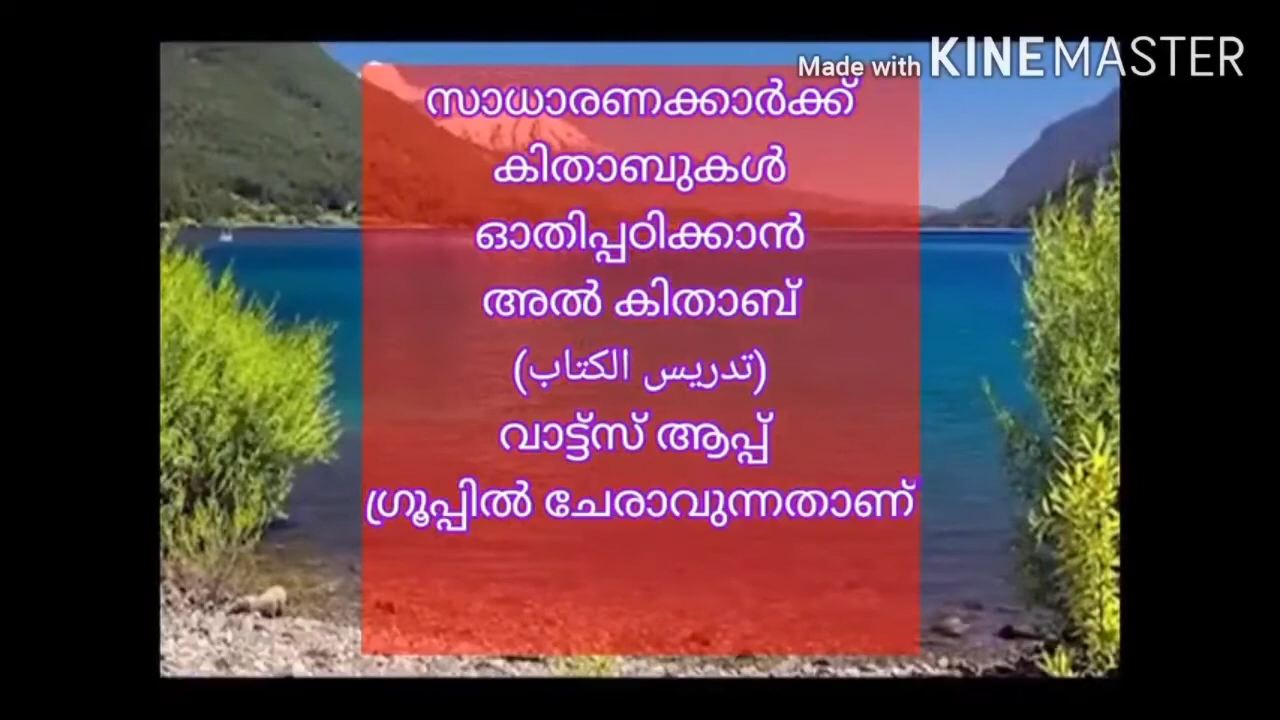 Made with KINEMASTER
സാധാരണക്കാർക്ക്
കിതാബുകൾ
ഓതിപ്പഠിക്കാൻ
അൽ കിതാബ്
(تدريس الكتاب)
വാട്ട്സ് ആപ്പ്
ഗ്രൂപ്പിൽ ചേരാവുന്നതാണ്